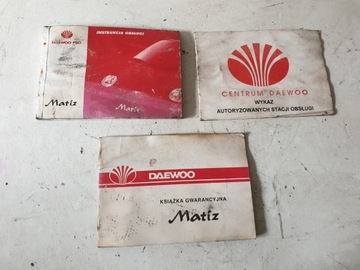 INSTRUKCJA OBSŁUGI
DAEWOO-FSO
Matiz
Matiz
CENTRUM DAEWOO
WYKAZ
AUTORYZOWANYCH STACJI OBSŁUGI
DAEWOO
KSIĄŻKA GWARANCYJNA
Matiz